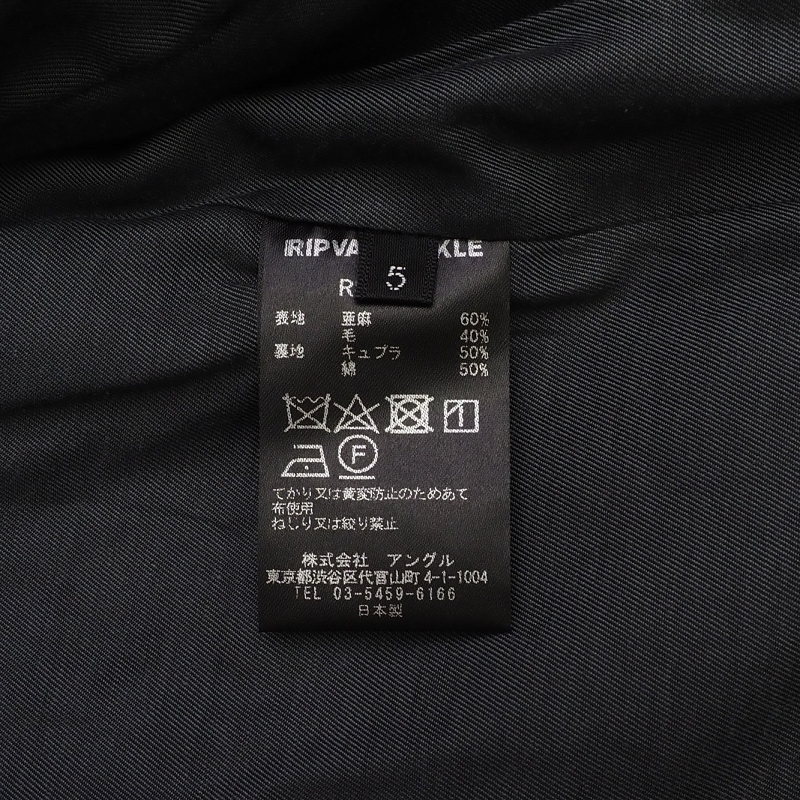 RIPVA KLE
5
R
表地 亜麻 60%
毛 40%
裏地 キュプラ 50%
綿 50%
F
てかり又は黄変防止のためあて
布使用
ねじり又は絞り禁止
株式会社 アングル
東京都渋谷区代官山町4-1-1004
TEL 03-5459-6166
日本製